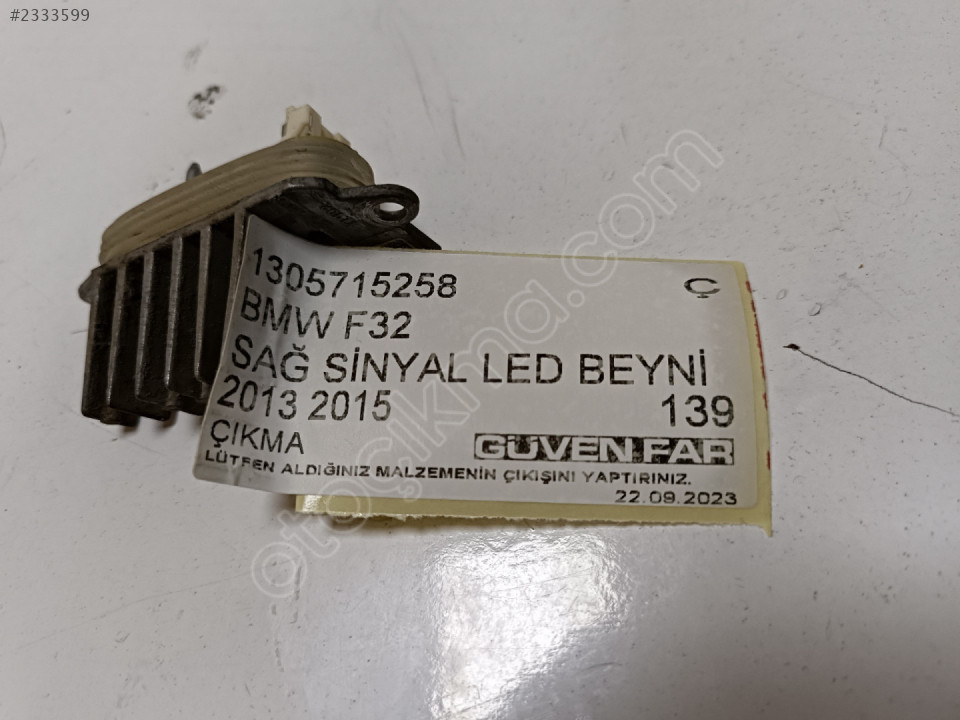 #2333599
1305715258
Ç
BMW F32
SAĞ SİNYAL LED BEYNİ
2013 2015
139
ÇIKMA
GÜVEN FAR
LÜTFEN ALDIĞINIZ MALZEMENİN ÇIKIŞINI YAPTIRINIZ.
22.09.2023
otoçıkma.com